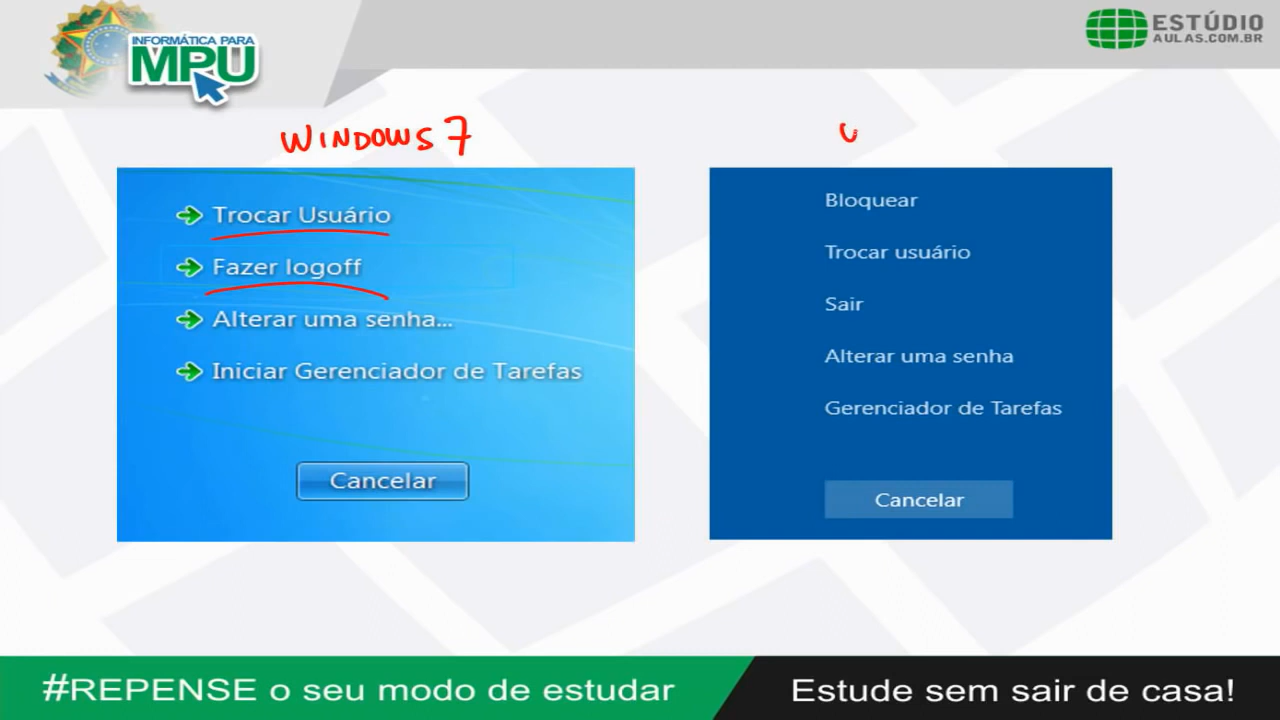 INFORMÁTICA PARA
MPU
ESTÚDIO
AULAS.COM.BR
WINDOWS 7
Trocar Usuário
Fazer logoff
Alterar uma senha...
Iniciar Gerenciador de Tarefas
Cancelar
Bloquear
Trocar usuário
Sair
Alterar uma senha
Gerenciador de Tarefas
Cancelar
#REPENSE o seu modo de estudar
Estude sem sair de casa!